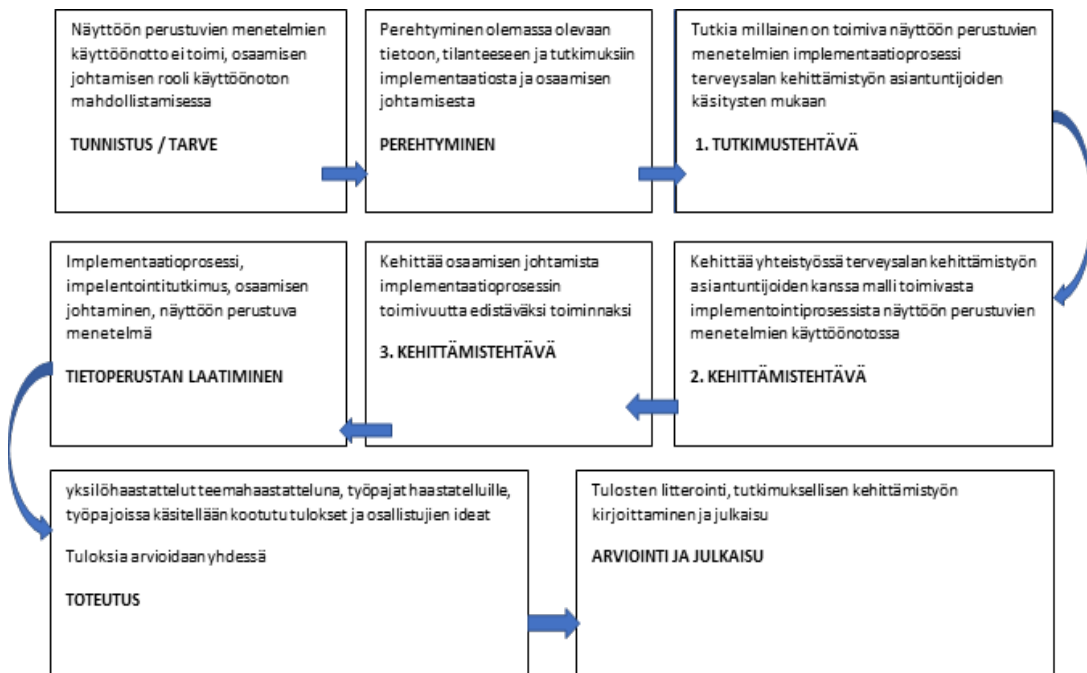 Näyttöön perustuvien menetelmien
käyttöönotto ei toimi, osaamisen
johtamisen rooli käyttöönoton
mahdollistamisessa
TUNNISTUS / TARVE
Perehtyminen olemassa olevaan
tietoon, tilanteeseen ja tutkimuksiin
implementaatiosta ja osaamisen
johtamisesta
PEREHTYMINEN
Tutkia millainen on toimiva näyttöön perustuvien
menetelmien implementaatioprosessi
terveysalan kehittämistyön asiantuntijoiden
käsitysten mukaan
1. TUTKIMUSTEHTÄVÄ
Kehittää yhteistyössä terveysalan kehittämistyön
asiantuntijoiden kanssa malli toimivasta
implementointiprosessista näyttöön perustuvien
menetelmien käyttöönotossa
2. KEHITTÄMISTEHTÄVÄ
Kehittää osaamisen johtamista
implementaatioprosessin
toimivuutta edistäväksi toiminnaksi
3. KEHITTÄMISTEHTÄVÄ
Implementaatioprosessi,
impelentointitutkimus, osaamisen
johtaminen, näyttöön perustuva
menetelmä
TIETOPERUSTAN LAATIMINEN
yksilöhaastattelut teemahaastatteluna, työpajat haastatelluille,
työpajoissa käsitellään kootutu tulokset ja osallistujien ideat
Tuloksia arvioidaan yhdessä
TOTEUTUS
Tulosten litterointi, tutkimuksellisen kehittämistyön
kirjoittaminen ja julkaisu
ARVIOINTI JA JULKAISU